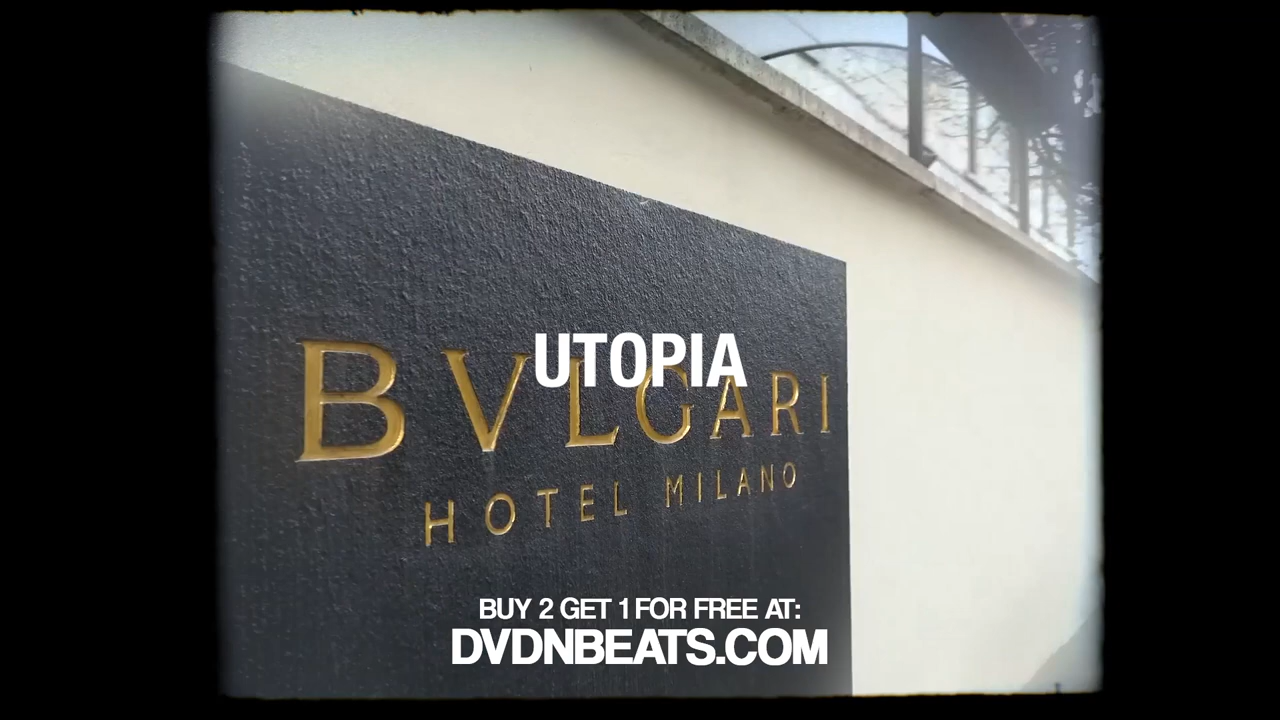 UTOPIA
BVLGARI
HOTEL MILANO
BUY 2 GET 1 FOR FREE AT:
DVDNBEATS.COM